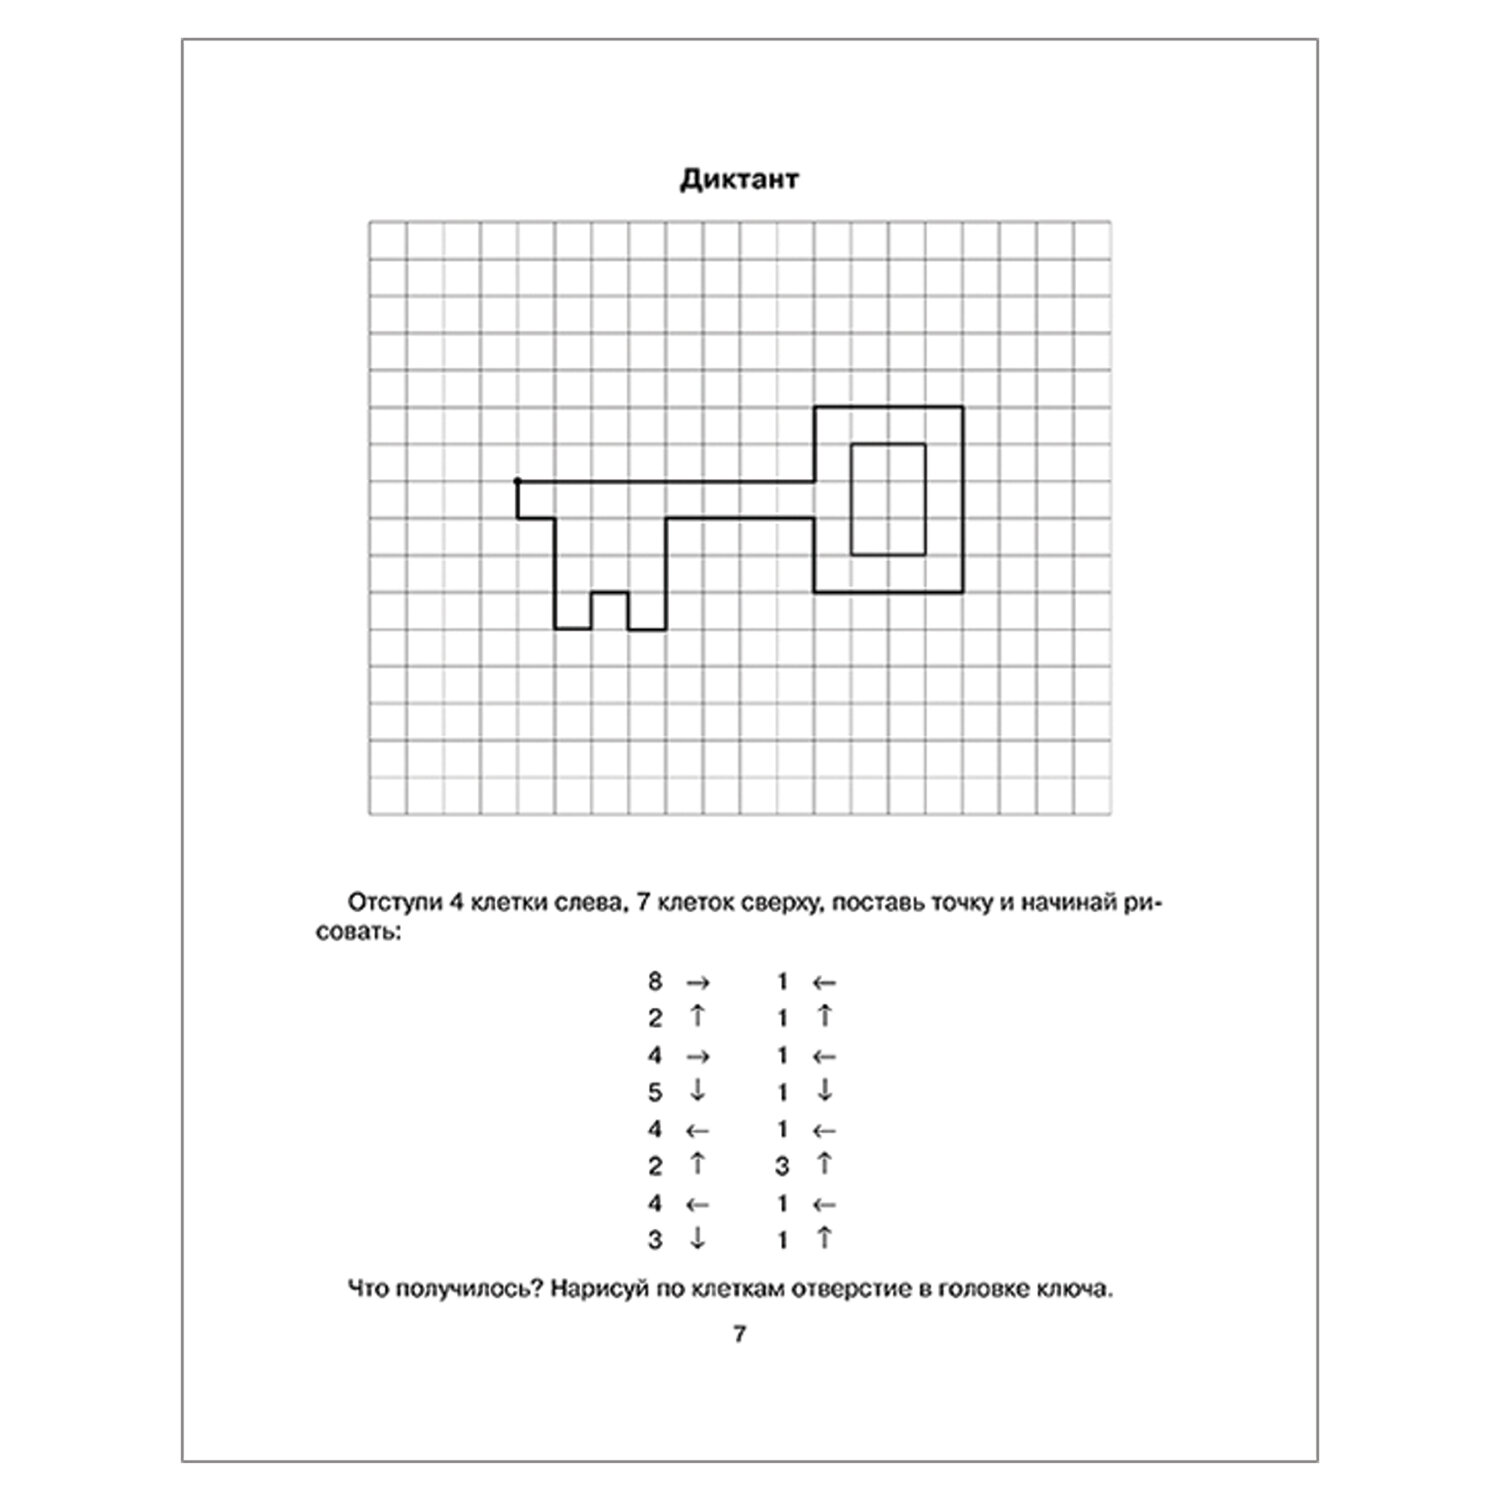 Диктант
Отступи 4 клетки слева, 7 клеток сверху, поставь точку и начинай ри-
совать:
8 → 1 ←
2 ↑ 1 ↑
4 → 1 ←
5 ↓ 1 ↓
4 ← 1 ←
2 ↑ 3 ↑
4 ← 1 ←
3 ↓ 1 ↑
Что получилось? Нарисуй по клеткам отверстие в головке ключа.
7